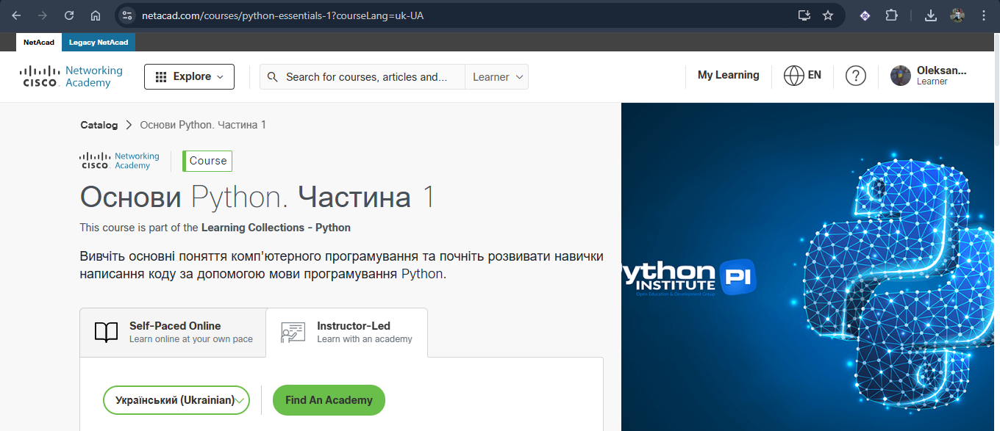 netacad.com/courses/python-essentials-1?courseLang=uk-UA
NetAcad
Legacy NetAcad
CISCO Networking Academy
Explore
Search for courses, articles and...
Learner
My Learning
EN
?
Oleksan...
Learner
Catalog
Основи Python. Частина 1
CISCO Networking Academy
Course
Основи Python. Частина 1
This course is part of the Learning Collections - Python
Вивчіть основні поняття комп'ютерного програмування та почніть розвивати навички
написання коду за допомогою мови програмування Python.
Self-Paced Online
Learn online at your own pace
Instructor-Led
Learn with an academy
Український (Ukrainian)
Find An Academy
ython
INSTITUTE
PI
Open Education & Development Group